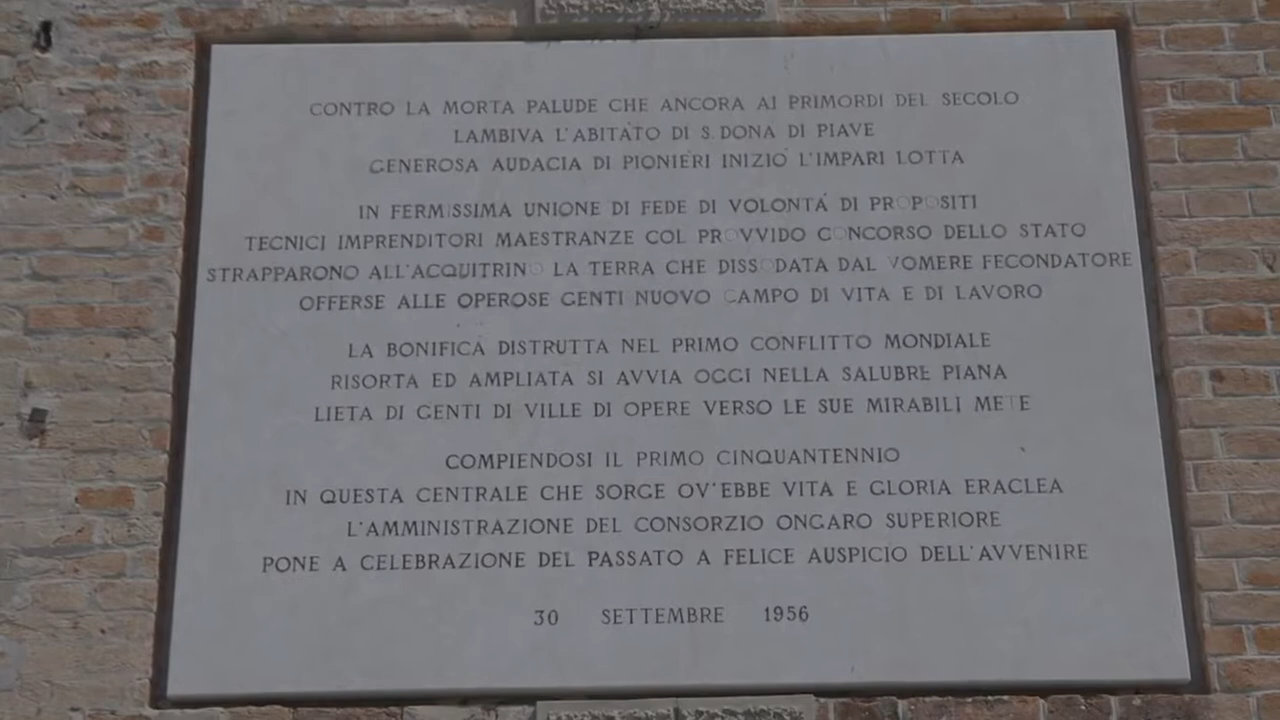 CONTRO LA MORTA PALUDE CHE ANCORA AI PRIMORDI DEL SECOLO
LAMBIVA L'ABITATO DI S. DONA DI PIAVE
GENEROSA AUDACIA DI PIONIERI INIZIO' L'IMPARI LOTTA
IN FERMISSIMA UNIONE DI FEDE DI VOLONTÁ DI PROPOSITI
TECNICI IMPRENDITORI MAESTRANZE COL PROVVIDO CONCORSO DELLO STATO
STRAPPARONO ALL'ACQUITRINO LA TERRA CHE DISSODATA DAL VOMERE FECONDATORE
OFFERSE ALLE OPEROSE GENTI NUOVO CAMPO DI VITA E DI LAVORO
LA BONIFICA DISTRUTTA NEL PRIMO CONFLITTO MONDIALE
RISORTA ED AMPLIATA SI AVVIA OGGI NELLA SALUBRE PIANA
LIETA DI GENTI DI VILLE DI OPERE VERSO LE SUE MIRABILI METE
COMPIENDOSI IL PRIMO CINQUANTENNIO
IN QUESTA CENTRALE CHE SORGE OV'EBBE VITA E GLORIA ERACLEA
L'AMMINISTRAZIONE DEL CONSORZIO ONGARO SUPERIORE
PONE A CELEBRAZIONE DEL PASSATO A FELICE AUSPICIO DELL'AVVENIRE
30 SETTEMBRE 1956